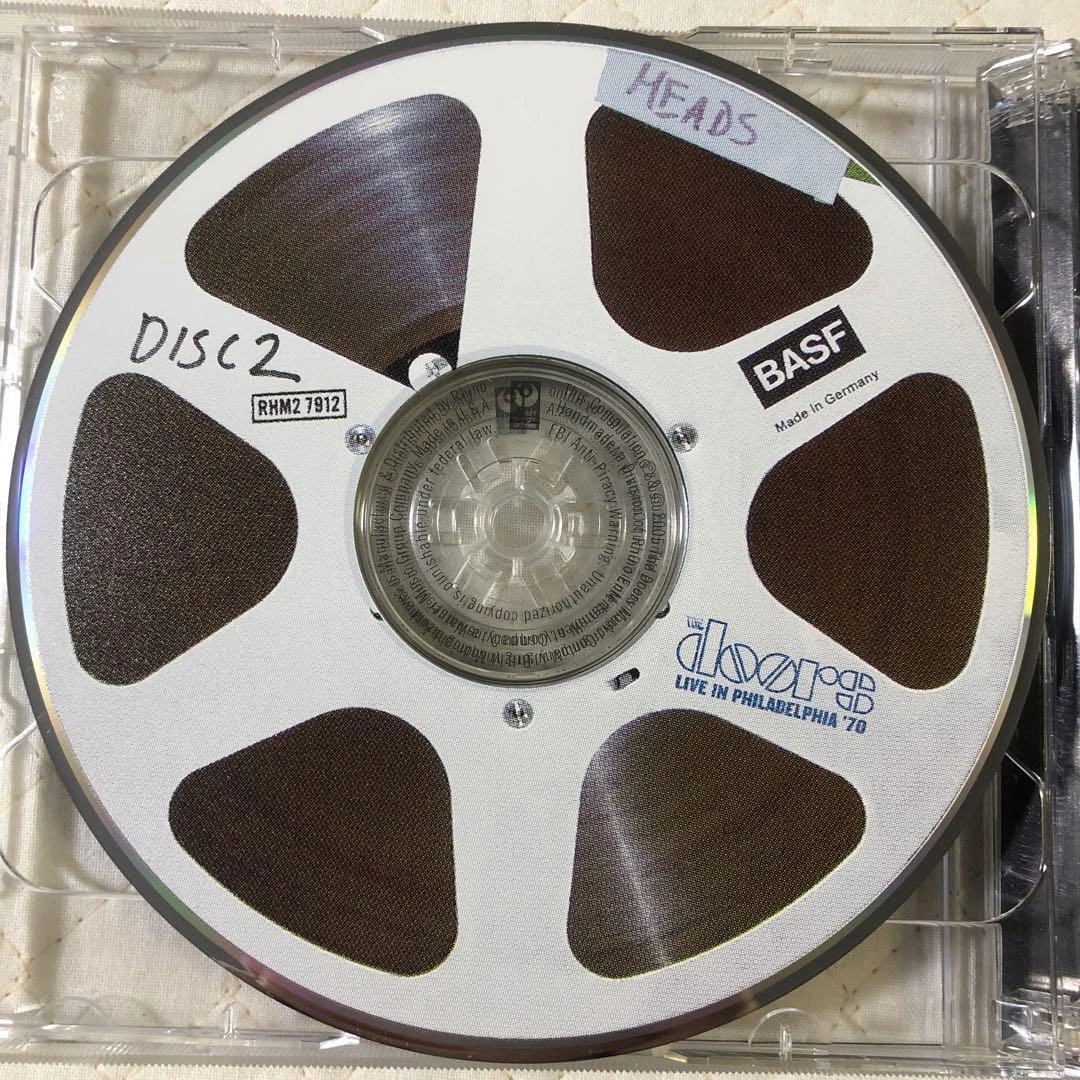 HEADS
DISC 2
RHM2 7912
BASF
Made In Germany
THE
doors
LIVE IN PHILADELPHIA '70
FBI Anti-Piracy Warning: Unauthorized copying is punishable under federal law.